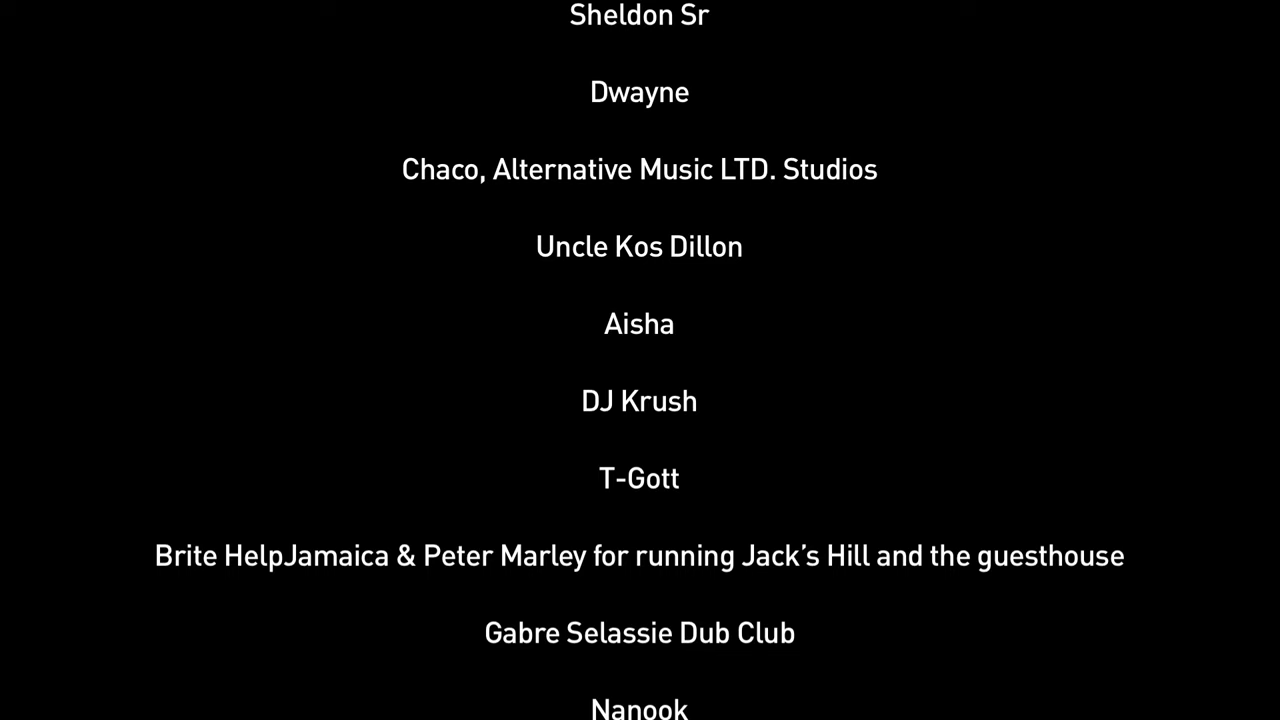 Sheldon Sr
Dwayne
Chaco, Alternative Music LTD. Studios
Uncle Kos Dillon
Aisha
DJ Krush
T-Gott
Brite HelpJamaica & Peter Marley for running Jack’s Hill and the guesthouse
Gabre Selassie Dub Club
Nanook